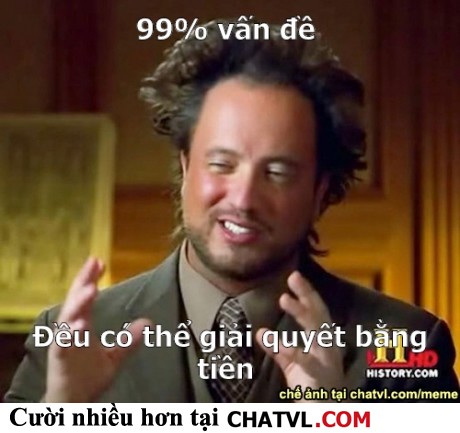 99% vấn đề
Đều có thể giải quyết bằng
tiền
HD
HISTORY.COM
chế ảnh tại chatvl.com/meme
Cười nhiều hơn tại CHATVL.COM